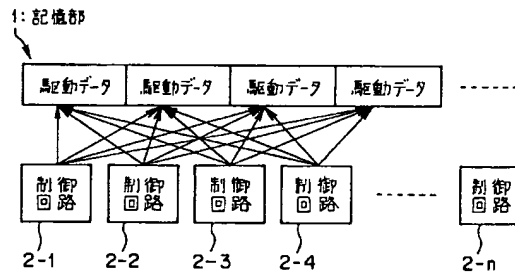 1:記憶部
駆動データ 駆動データ 駆動データ 駆動データ
制御 制御 制御 制御 制御
回路 回路 回路 回路 回路
2-1 2-2 2-3 2-4 2-n